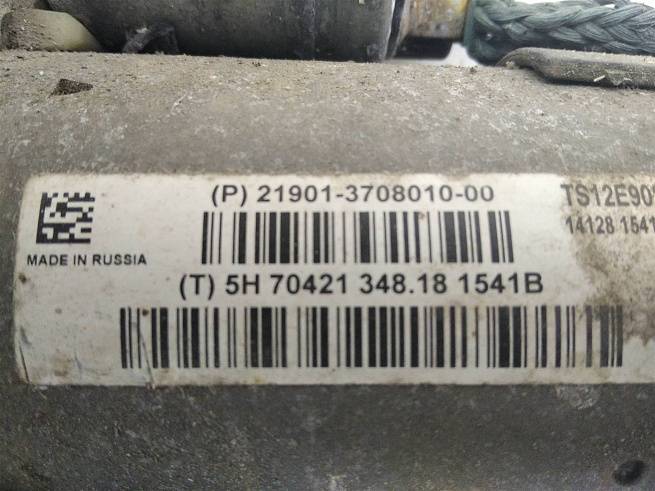 (P) 21901-3708010-00
TS12E90
14128 1541
MADE IN RUSSIA
(T) 5H 70421 348.18 1541B